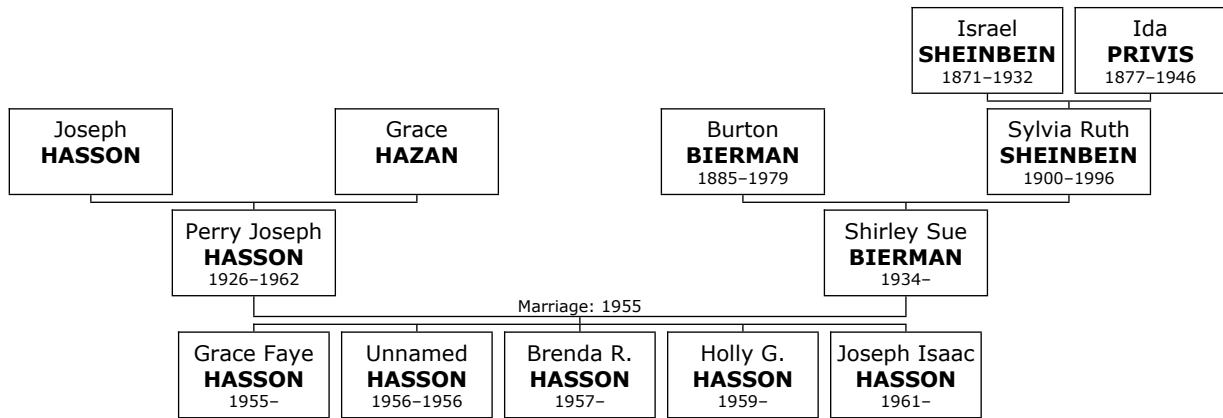 Israel
SHEINBEIN
1871–1932
Ida
PRIVIS
1877–1946
Joseph
HASSON
Grace
HAZAN
Burton
BIERMAN
1885–1979
Sylvia Ruth
SHEINBEIN
1900–1996
Perry Joseph
HASSON
1926–1962
Shirley Sue
BIERMAN
1934–
Marriage: 1955
Grace Faye
HASSON
1955–
Unnamed
HASSON
1956–1956
Brenda R.
HASSON
1957–
Holly G.
HASSON
1959–
Joseph Isaac
HASSON
1961–